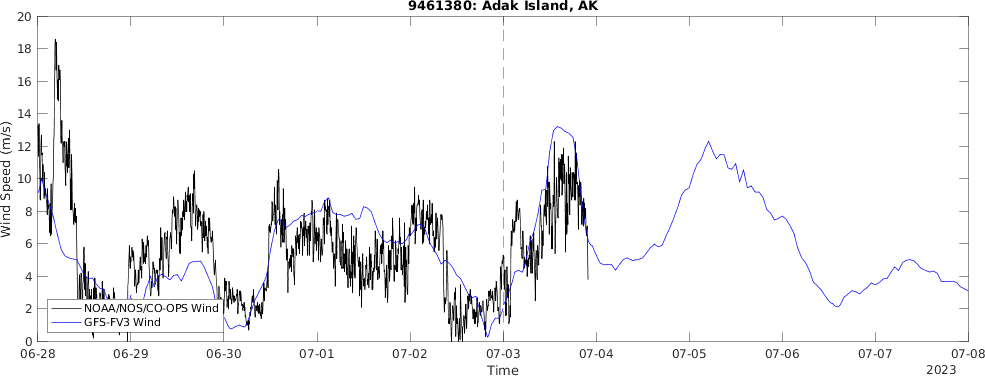 9461380: Adak Island, AK
Wind Speed (m/s)
20
18
16
14
12
10
8
6
4
2
0
NOAA/NOS/CO-OPS Wind
GFS-FV3 Wind
06-28 06-29 06-30 07-01 07-02 07-03 07-04 07-05 07-06 07-07 07-08
Time
2023